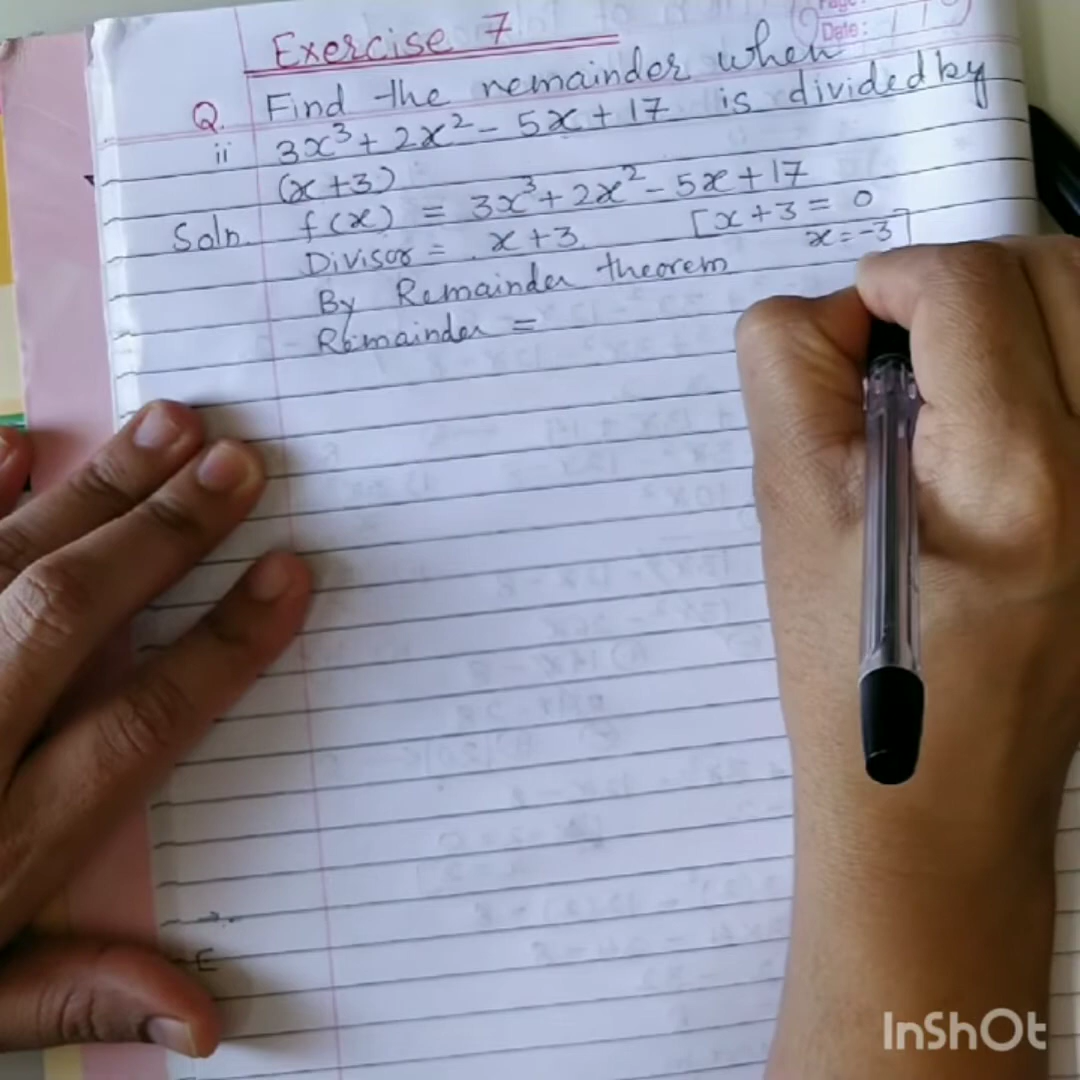 Page:
Date:
Exercise 7
Q. Find the remainder when
ii 3x³ + 2x² - 5x + 17 is divided by
(x + 3)
Soln. f(x) = 3x³ + 2x² - 5x + 17
Divisor = x + 3 [x + 3 = 0
x = -3]
By Remainder theorem
Remainder =
E
InShOt